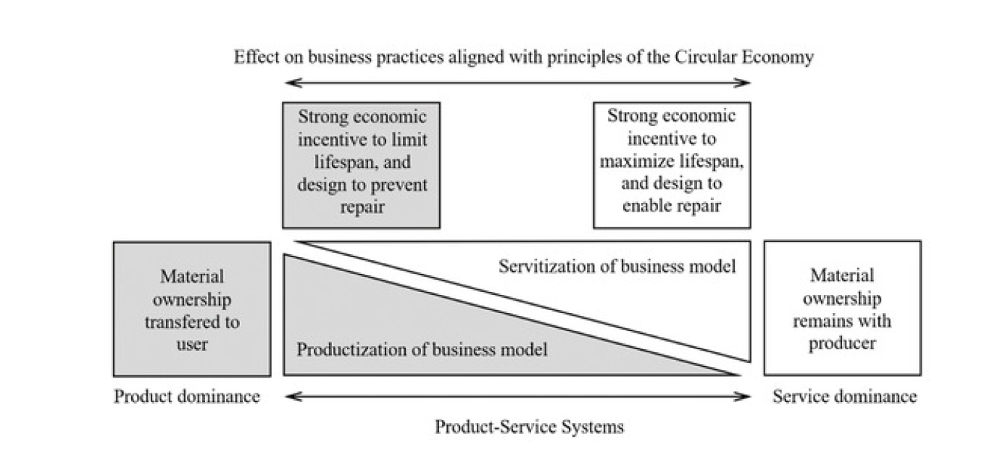 Effect on business practices aligned with principles of the Circular Economy
Strong economic
incentive to limit
lifespan, and
design to prevent
repair
Strong economic
incentive to
maximize lifespan,
and design to
enable repair
Material
ownership
transfered to
user
Servitization of business model
Productization of business model
Material
ownership
remains with
producer
Product dominance
Service dominance
Product-Service Systems